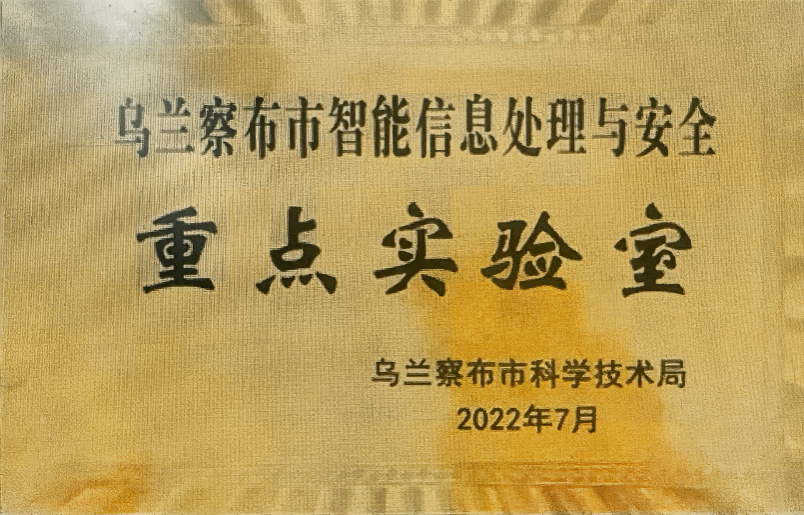 乌兰察布市智能信息处理与安全
重点实验室
乌兰察布市科学技术局
2022年7月